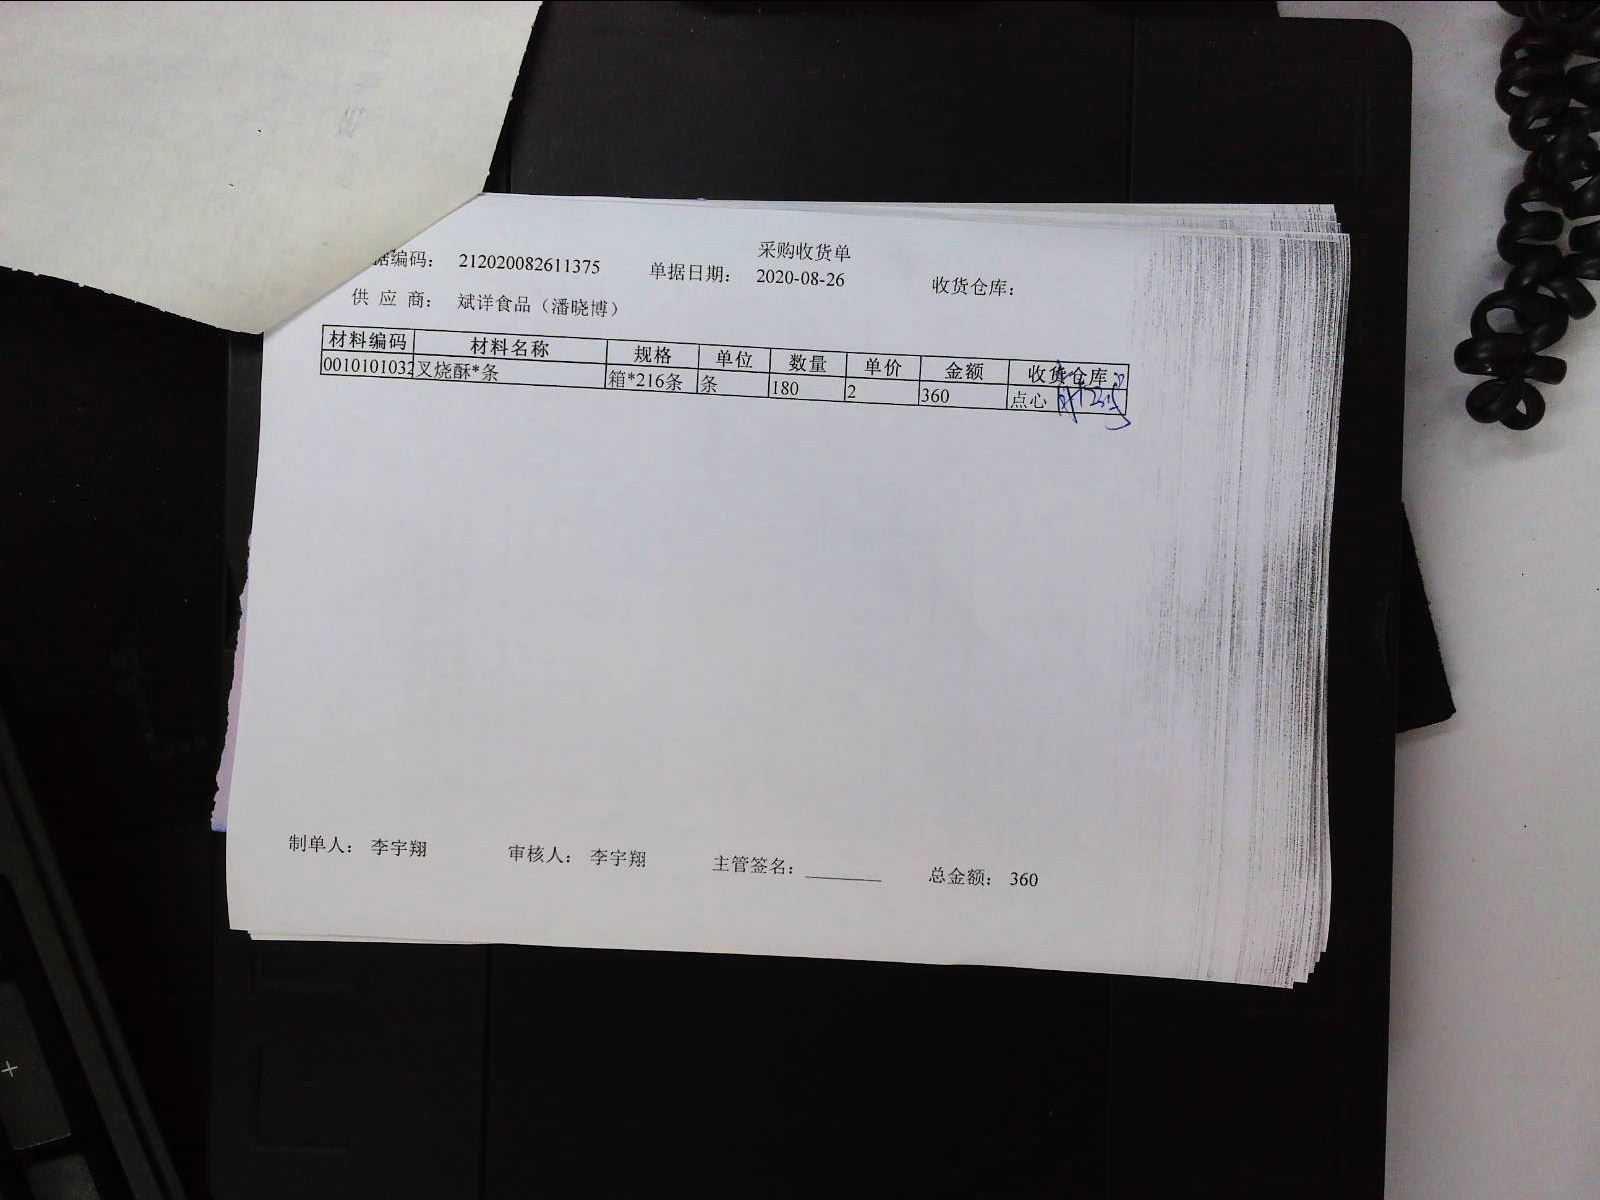 采购收货单
据编码： 212020082611375 单据日期： 2020-08-26 收货仓库：
供 应 商： 斌详食品（潘晓博）
材料编码 材料名称 规格 单位 数量 单价 金额 收货仓库
0010101032 叉烧酥*条 箱*216条 条 180 2 360 点心
制单人： 李宇翔 审核人： 李宇翔 主管签名：________ 总金额： 360